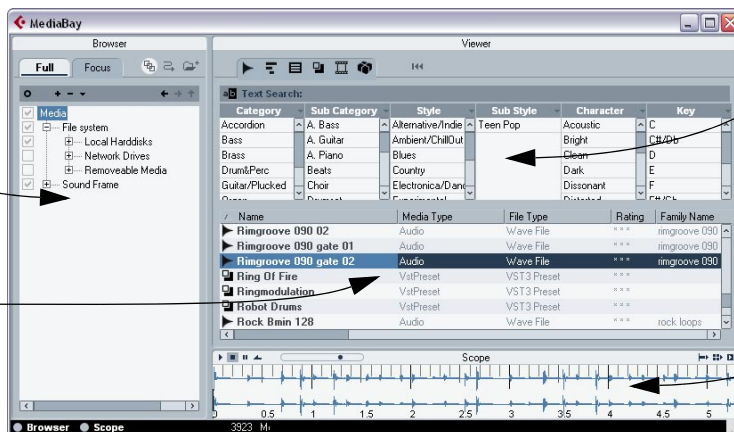 MediaBay
Browser
Viewer
Full Focus
Text Search:
Category Sub Category Style Sub Style Character Key
Accordion A. Bass Alternative/Indie Teen Pop Acoustic C
Bass A. Guitar Ambient/ChillOut Bright C#/Db
Brass A. Piano Blues Clean D
Drum&Perc Beats Country Dark E
Guitar/Plucked Choir Electronica/Danc Dissonant F
Media
File system
Local Harddisks
Network Drives
Removeable Media
Sound Frame
Name Media Type File Type Rating Family Name
Rimgroove 090 02 Audio Wave File *** rimgroove 090
Rimgroove 090 gate 01 Audio Wave File *** rimgroove 090
Rimgroove 090 gate 02 Audio Wave File *** rimgroove 090
Ring Of Fire VstPreset VST3 Preset ***
Ringmodulation VstPreset VST3 Preset ***
Robot Drums VstPreset VST3 Preset ***
Rock Bmin 128 Audio Wave File *** rock loops
Scope
0 0.5 1 1.5 2 2.5 3 3.5 4 4.5 5
Browser Scope 3923